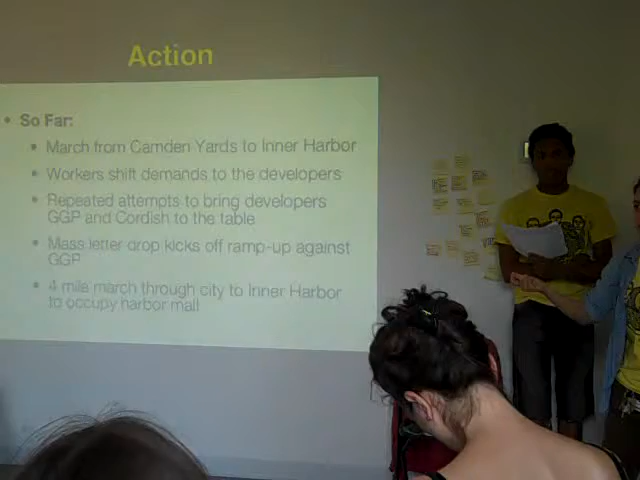 Action
• So Far:
• March from Camden Yards to Inner Harbor
• Workers shift demands to the developers
• Repeated attempts to bring developers
GGP and Cordish to the table
• Mass letter drop kicks off ramp-up against
GGP
• 4 mile march through city to Inner Harbor
to occupy harbor mall